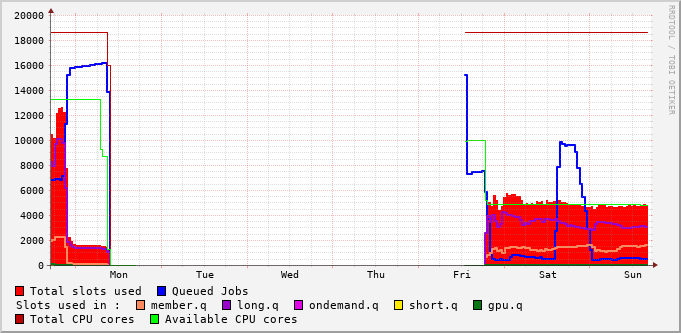 RRDTOOL / TOBI OETIKER
20000
18000
16000
14000
12000
10000
8000
6000
4000
2000
0
Mon Tue Wed Thu Fri Sat Sun
Total slots used Queued Jobs
Slots used in : member.q long.q ondemand.q short.q gpu.q
Total CPU cores Available CPU cores